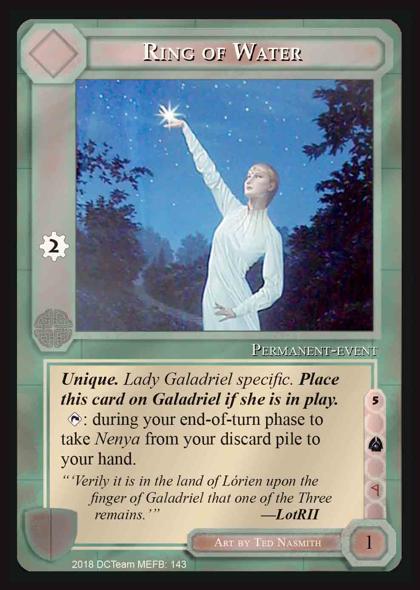 Ring of Water
2
Permanent-event
Unique. Lady Galadriel specific. Place
this card on Galadriel if she is in play.
: during your end-of-turn phase to
take Nenya from your discard pile to
your hand.
“‘Verily it is in the land of Lórien upon the
finger of Galadriel that one of the Three
remains.’” —LotRII
5
Art by Ted Nasmith
1
2018 DCTeam MEFB: 143